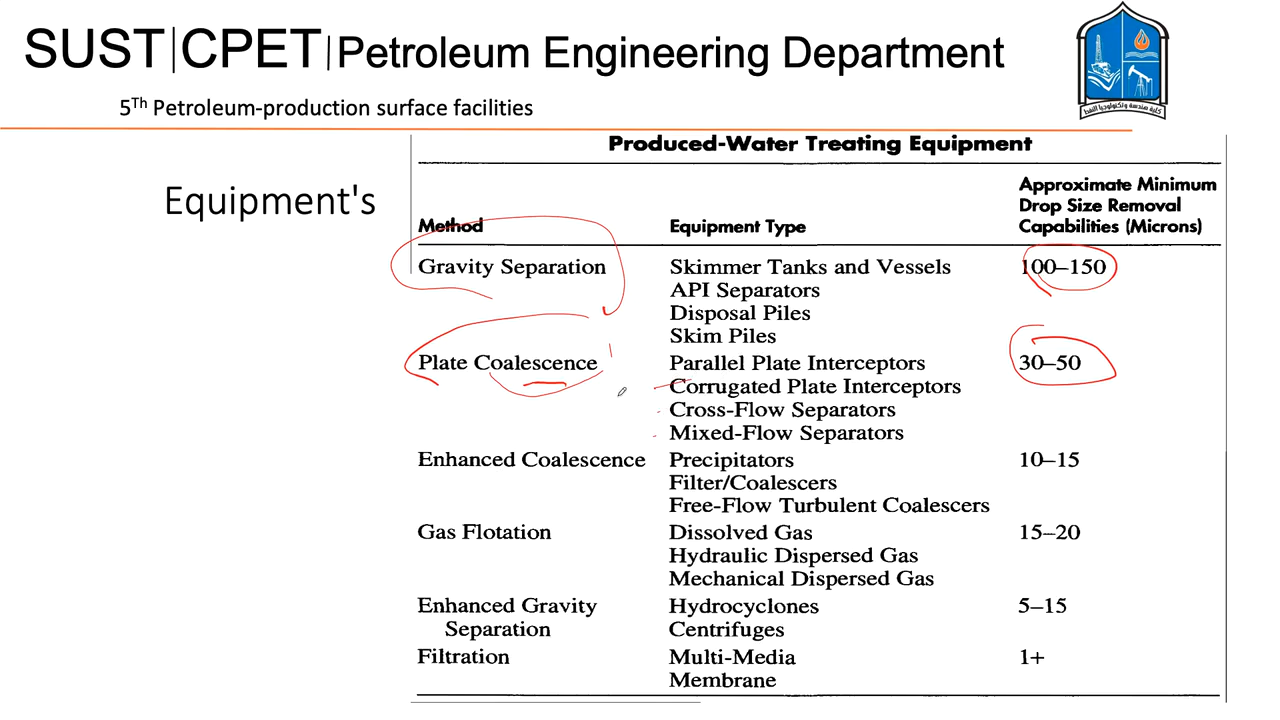 SUST|CPET|Petroleum Engineering Department
5Th Petroleum-production surface facilities
كلية هندسة وتكنولوجيا النفط
Equipment's
Produced-Water Treating Equipment
Method Equipment Type Approximate Minimum Drop Size Removal Capabilities (Microns)
Gravity Separation Skimmer Tanks and Vessels 100–150
API Separators
Disposal Piles
Skim Piles
Plate Coalescence Parallel Plate Interceptors 30–50
Corrugated Plate Interceptors
Cross-Flow Separators
Mixed-Flow Separators
Enhanced Coalescence Precipitators 10–15
Filter/Coalescers
Free-Flow Turbulent Coalescers
Gas Flotation Dissolved Gas 15–20
Hydraulic Dispersed Gas
Mechanical Dispersed Gas
Enhanced Gravity Hydrocyclones 5–15
Separation Centrifuges
Filtration Multi-Media 1+
Membrane